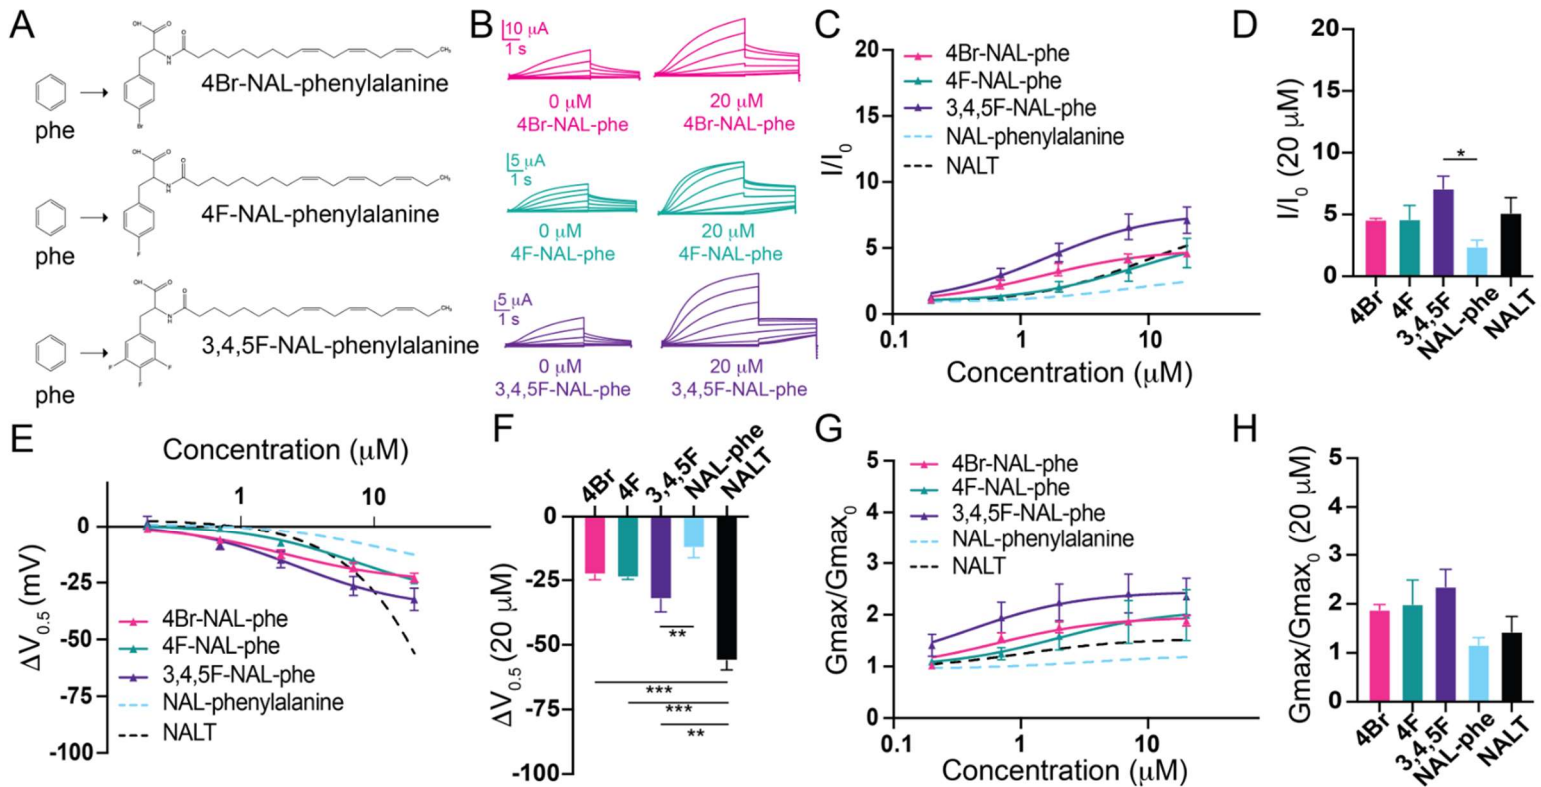 A
OH
O
O
N
H
CH₃
Br
phe
4Br-NAL-phenylalanine
OH
O
O
N
H
CH₃
F
phe
4F-NAL-phenylalanine
OH
O
O
N
H
CH₃
F
F
F
phe
3,4,5F-NAL-phenylalanine
B
10 µA
1 s
0 µM
4Br-NAL-phe
20 µM
4Br-NAL-phe
5 µA
1 s
0 µM
4F-NAL-phe
20 µM
4F-NAL-phe
5 µA
1 s
0 µM
3,4,5F-NAL-phe
20 µM
3,4,5F-NAL-phe
C
I/I₀
20
15
10
5
0
4Br-NAL-phe
4F-NAL-phe
3,4,5F-NAL-phe
NAL-phenylalanine
NALT
0.1
1
10
Concentration (µM)
D
I/I₀ (20 µM)
20
15
10
5
0
*
4Br
4F
3,4,5F
NAL-phe
NALT
E
Concentration (µM)
1
10
ΔV₀.₅ (mV)
0
-25
-50
-75
-100
4Br-NAL-phe
4F-NAL-phe
3,4,5F-NAL-phe
NAL-phenylalanine
NALT
F
4Br
4F
3,4,5F
NAL-phe
NALT
ΔV₀.₅ (20 µM)
0
-25
-50
-75
-100
**
***
***
**
G
Gmax/Gmax₀
5
4
3
2
1
0
4Br-NAL-phe
4F-NAL-phe
3,4,5F-NAL-phe
NAL-phenylalanine
NALT
0.1
1
10
Concentration (µM)
H
Gmax/Gmax₀ (20 µM)
5
4
3
2
1
0
4Br
4F
3,4,5F
NAL-phe
NALT